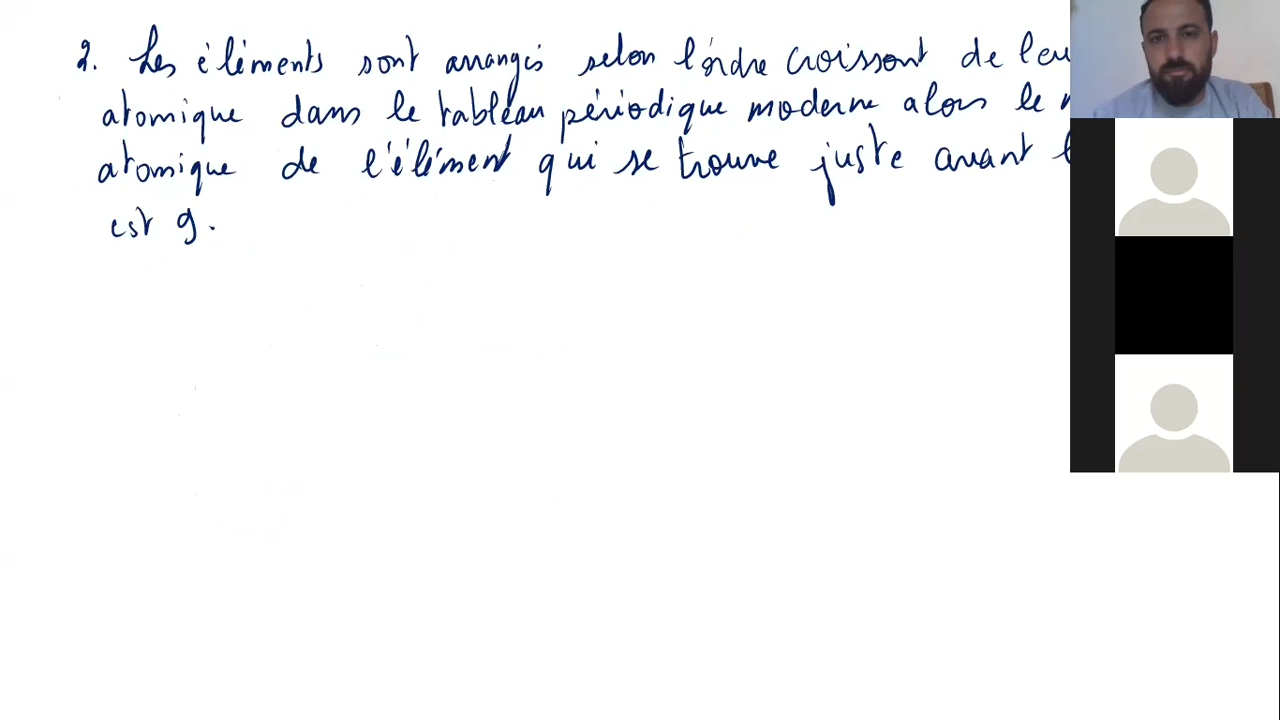 2. Les éléments sont arrangés selon l'ordre croissant de leu
atomique dans le tableau périodique moderne alors le
atomique de l'élément qui se trouve juste avant
est 9.